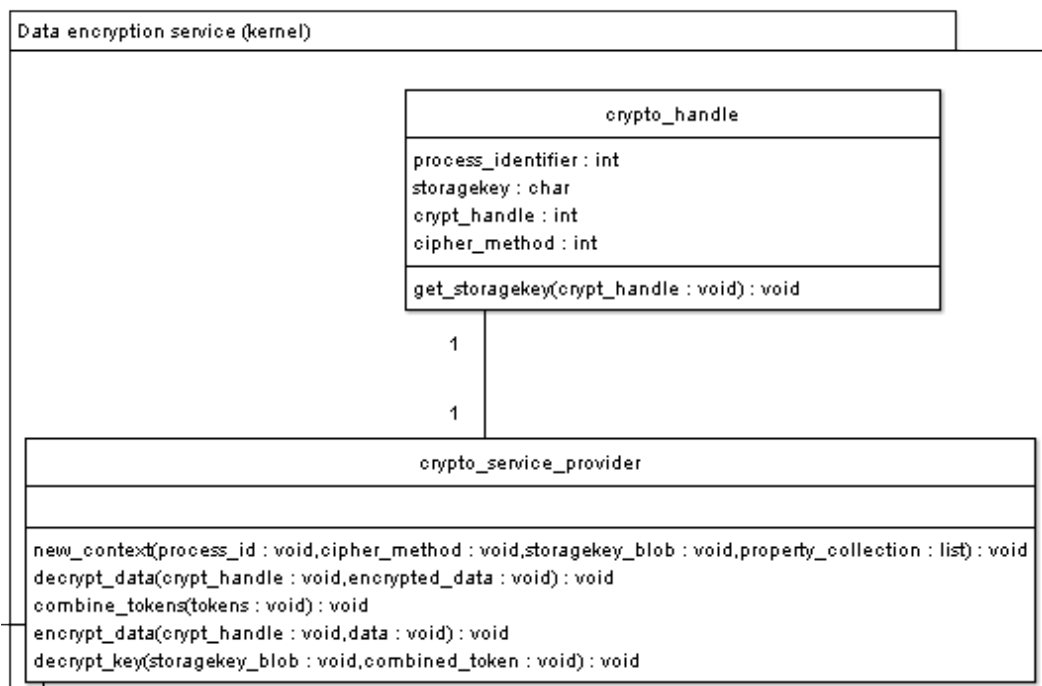 Data encryption service (kernel)
crypto_handle
process_identifier : int
storagekey : char
crypt_handle : int
cipher_method : int
get_storagekey(crypt_handle : void) : void
1
1
crypto_service_provider
new_context(process_id : void,cipher_method : void,storagekey_blob : void,property_collection : list) : void
decrypt_data(crypt_handle : void,encrypted_data : void) : void
combine_tokens(tokens : void) : void
encrypt_data(crypt_handle : void,data : void) : void
decrypt_key(storagekey_blob : void,combined_token : void) : void